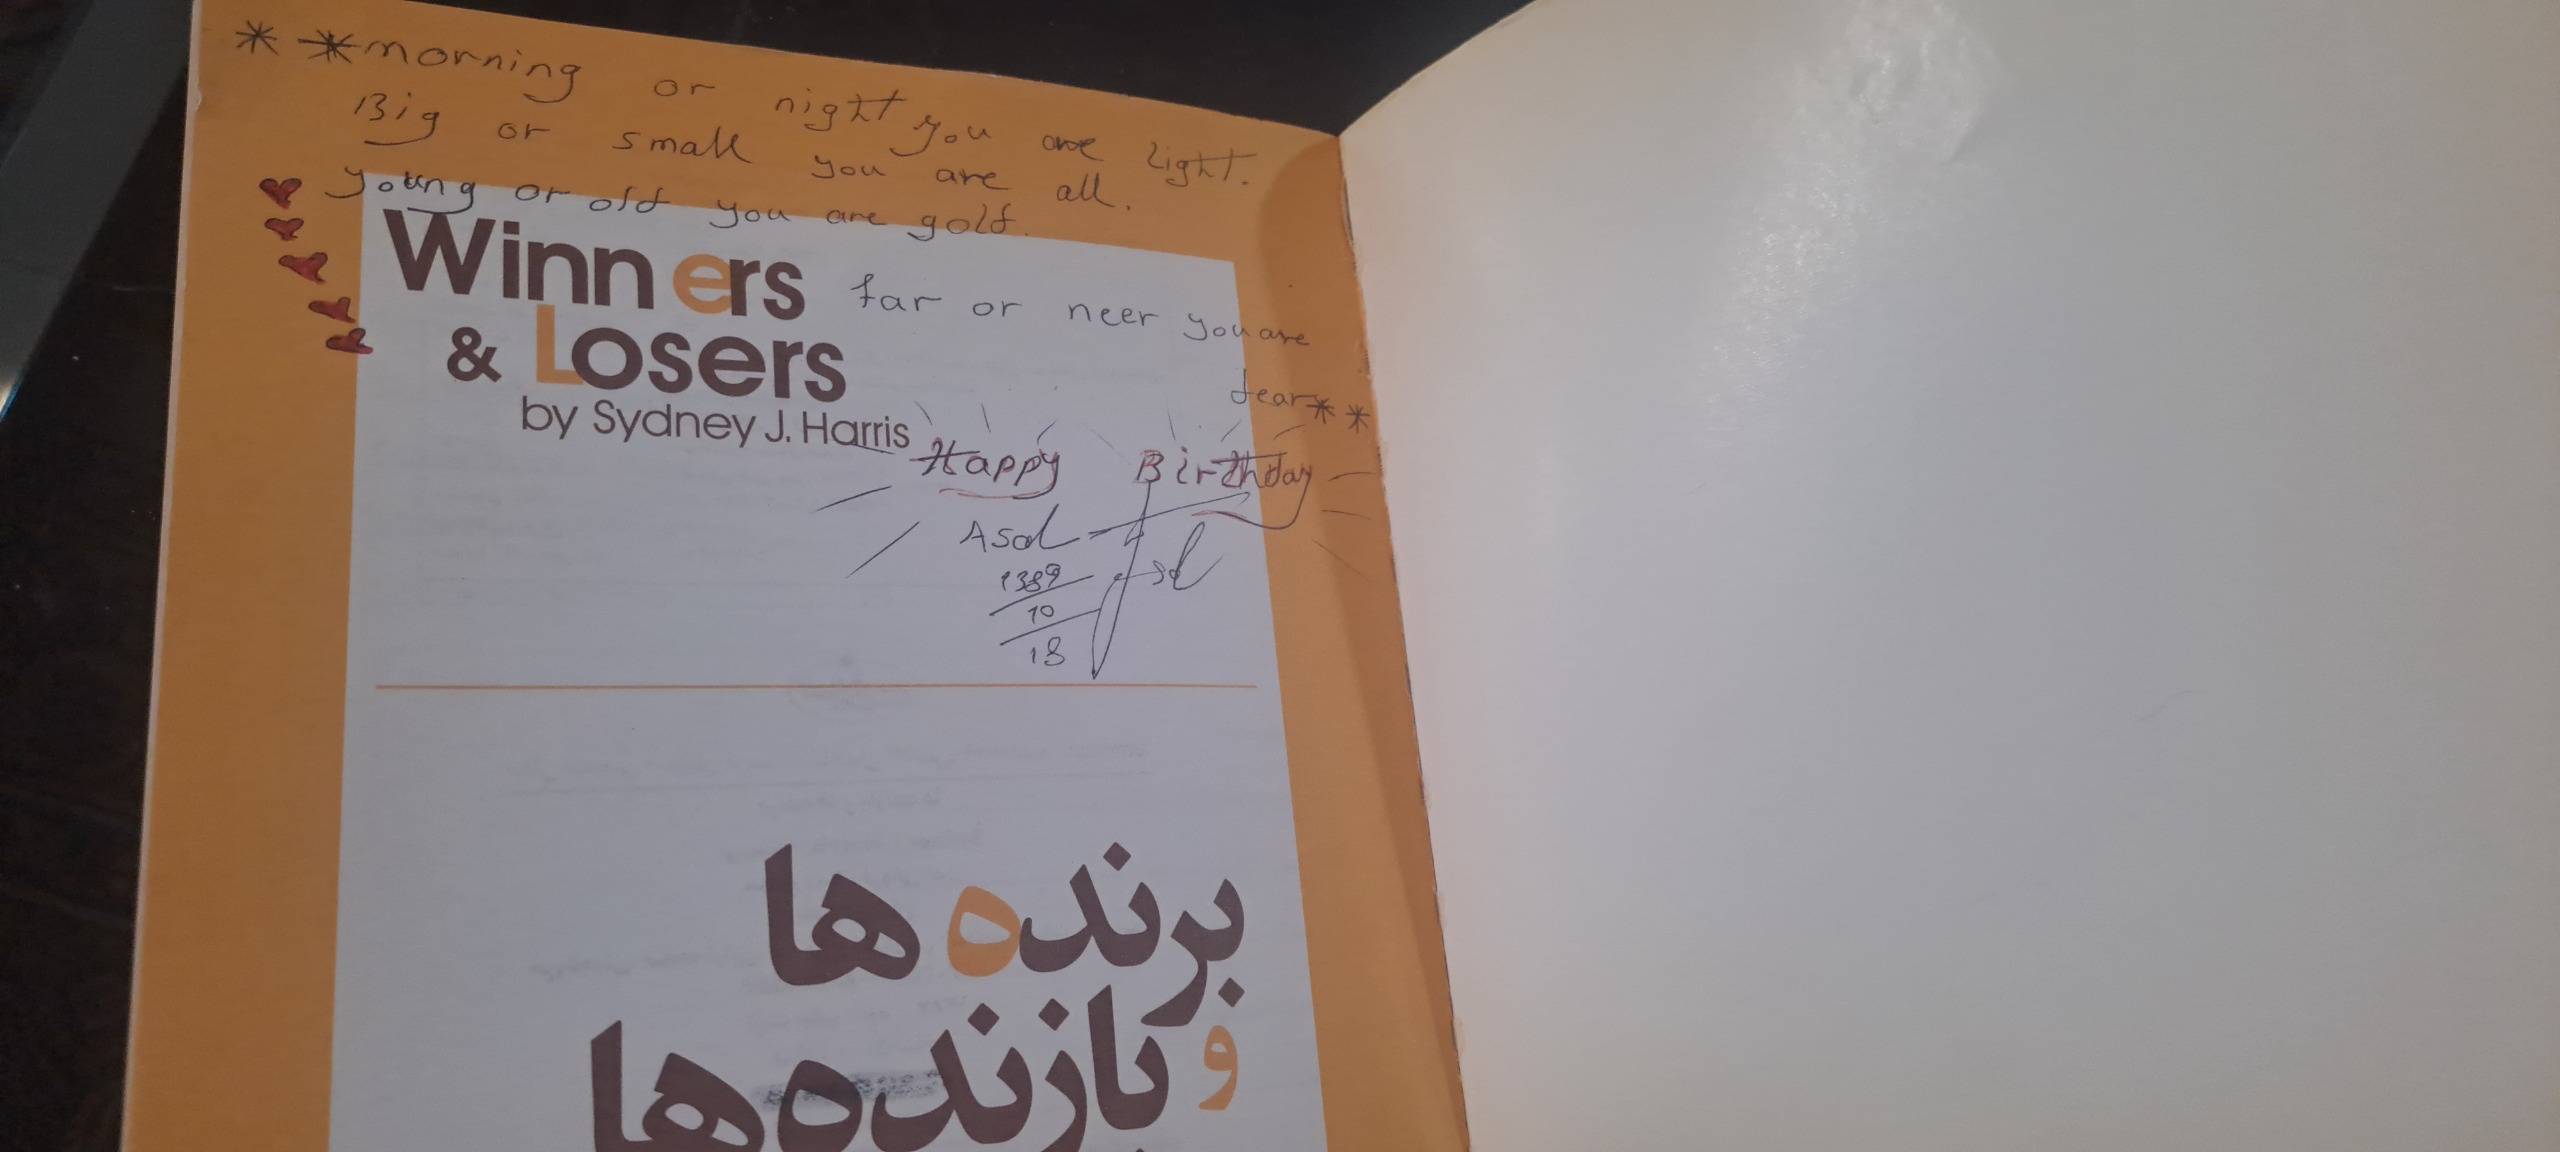 **morning or night you are light.
Big or small you are all.
young or old you are gold.
Winners
& Losers
by Sydney J. Harris
far or neer you are
dear**
Happy Birthday
Asal
1389
10
18
برنده ها
و
بازنده‌ها